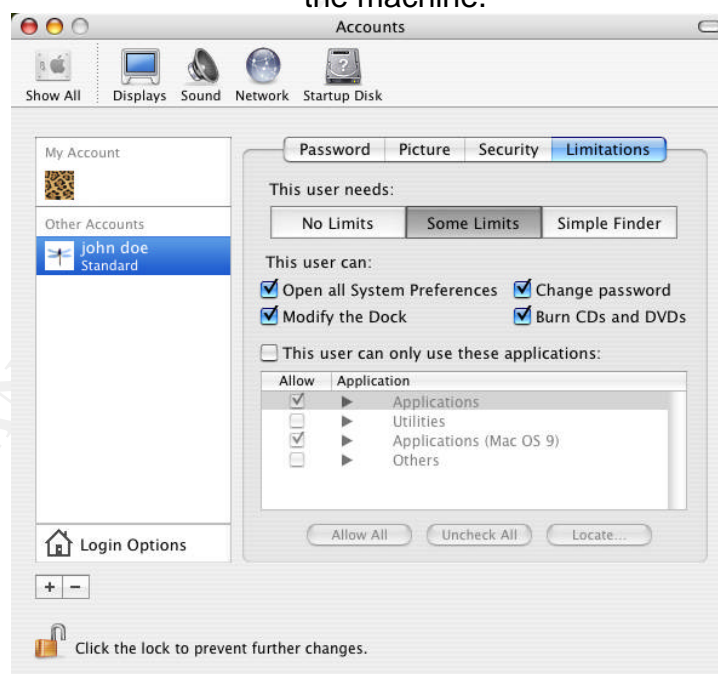 the machine.
Accounts
Show All Displays Sound Network Startup Disk
My Account
Other Accounts
john doe
Standard
Login Options
Password Picture Security Limitations
This user needs:
No Limits Some Limits Simple Finder
This user can:
Open all System Preferences Change password
Modify the Dock Burn CDs and DVDs
This user can only use these applications:
Allow Application
Applications
Utilities
Applications (Mac OS 9)
Others
Allow All Uncheck All Locate...
+ −
Click the lock to prevent further changes.